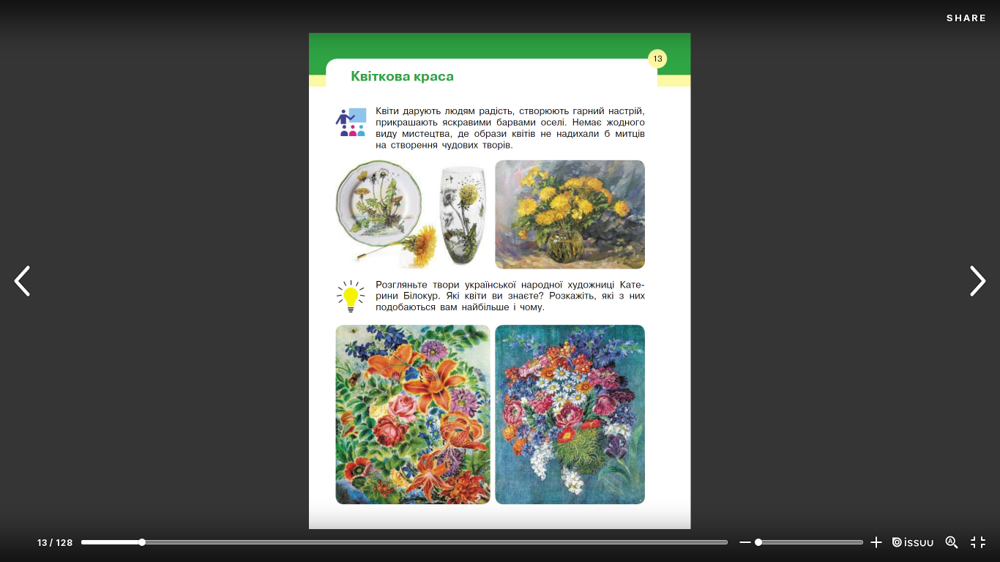 SHARE
13
Квіткова краса
Квіти дарують людям радість, створюють гарний настрій,
прикрашають яскравими барвами оселі. Немає жодного
виду мистецтва, де образи квітів не надихали б митців
на створення чудових творів.
Розгляньте твори української народної художниці Кате-
рини Білокур. Які квіти ви знаєте? Розкажіть, які з них
подобаються вам найбільше і чому.
13 / 128
issuu